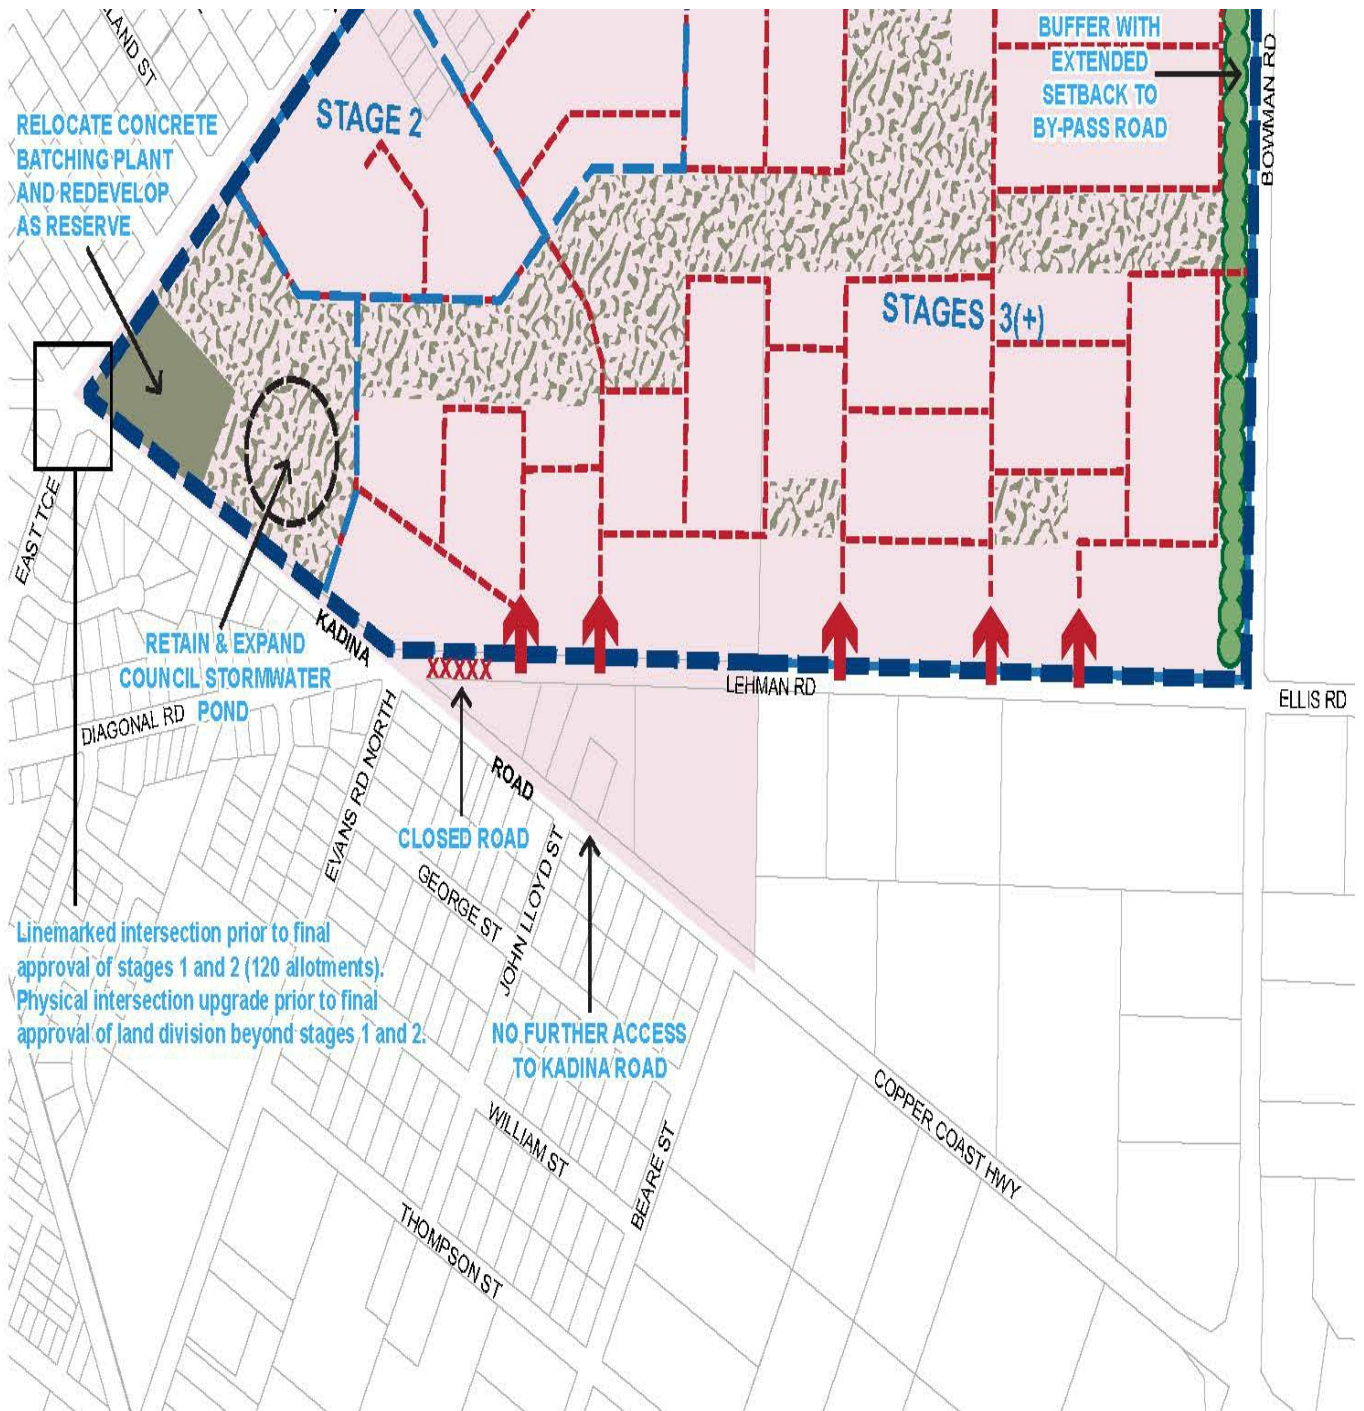 LAND ST
BUFFER WITH
EXTENDED
SETBACK TO
BY-PASS ROAD
BOWMAN RD
STAGE 2
RELOCATE CONCRETE
BATCHING PLANT
AND REDEVELOP
AS RESERVE
STAGES 3(+)
EAST TCE
KADINA
RETAIN & EXPAND
COUNCIL STORMWATER
POND
XXXXX
LEHMAN RD
ELLIS RD
DIAGONAL RD
EVANS RD NORTH
ROAD
CLOSED ROAD
GEORGE ST
JOHN LLOYD ST
Linemarked intersection prior to final
approval of stages 1 and 2 (120 allotments).
Physical intersection upgrade prior to final
approval of land division beyond stages 1 and 2.
NO FURTHER ACCESS
TO KADINA ROAD
COPPER COAST HWY
WILLIAM ST
BEARE ST
THOMPSON ST